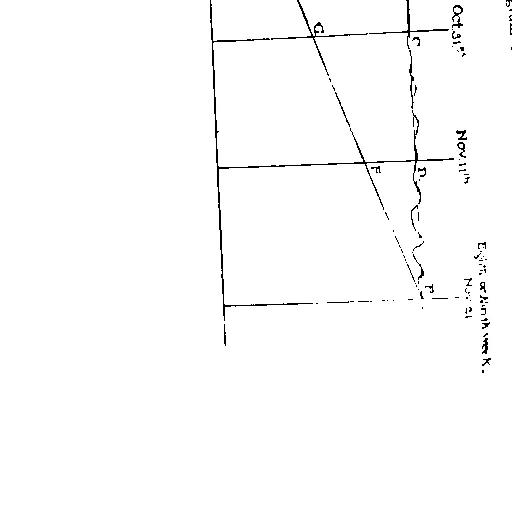 Oct. 31st
G
C
Nov. 11th
F
D
Eighth or Ninth week.
Nov. 21
P